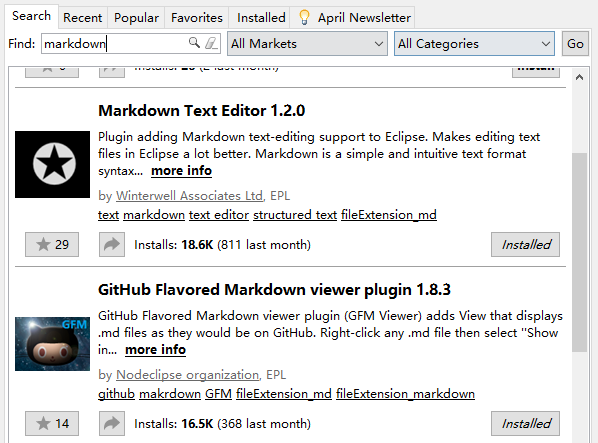 Search Recent Popular Favorites Installed April Newsletter
Find: markdown All Markets All Categories Go
Markdown Text Editor 1.2.0
Plugin adding Markdown text-editing support to Eclipse. Makes editing text
files in Eclipse a lot better. Markdown is a simple and intuitive text format
syntax... more info
by Winterwell Associates Ltd, EPL
text markdown text editor structured text fileExtension_md
29 Installs: 18.6K (811 last month) Installed
GitHub Flavored Markdown viewer plugin 1.8.3
GFM
GitHub Flavored Markdown viewer plugin (GFM Viewer) adds View that displays
.md files as they would be on GitHub. Right-click any .md file then select "Show
in... more info
by Nodeclipse organization, EPL
github makrdown GFM fileExtension_md fileExtension_markdown
14 Installs: 16.5K (368 last month) Installed